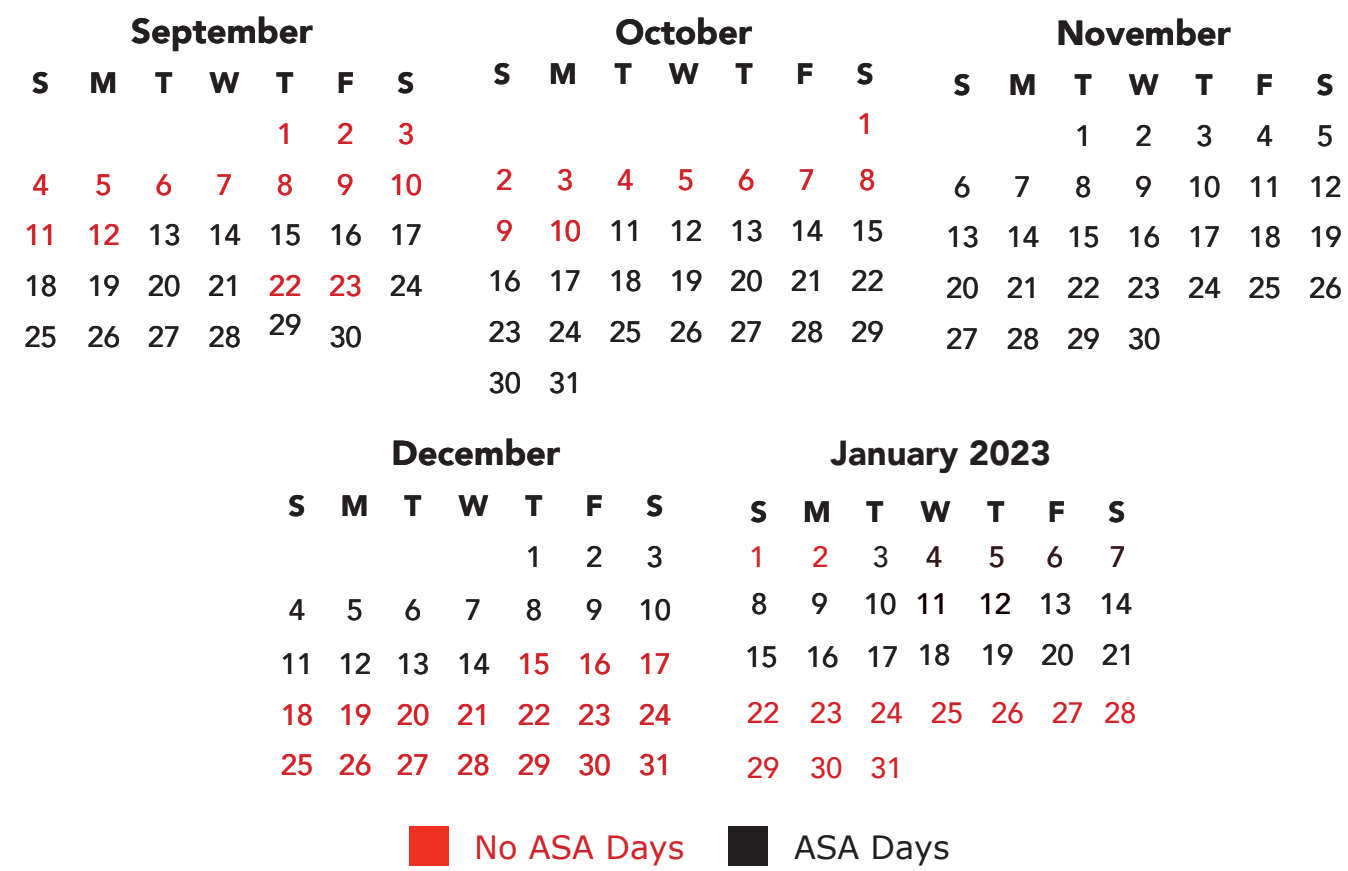 September
S M T W T F S
1 2 3
4 5 6 7 8 9 10
11 12 13 14 15 16 17
18 19 20 21 22 23 24
25 26 27 28 29 30
October
S M T W T F S
1
2 3 4 5 6 7 8
9 10 11 12 13 14 15
16 17 18 19 20 21 22
23 24 25 26 27 28 29
30 31
November
S M T W T F S
1 2 3 4 5
6 7 8 9 10 11 12
13 14 15 16 17 18 19
20 21 22 23 24 25 26
27 28 29 30
December
S M T W T F S
1 2 3
4 5 6 7 8 9 10
11 12 13 14 15 16 17
18 19 20 21 22 23 24
25 26 27 28 29 30 31
January 2023
S M T W T F S
1 2 3 4 5 6 7
8 9 10 11 12 13 14
15 16 17 18 19 20 21
22 23 24 25 26 27 28
29 30 31
No ASA Days
ASA Days